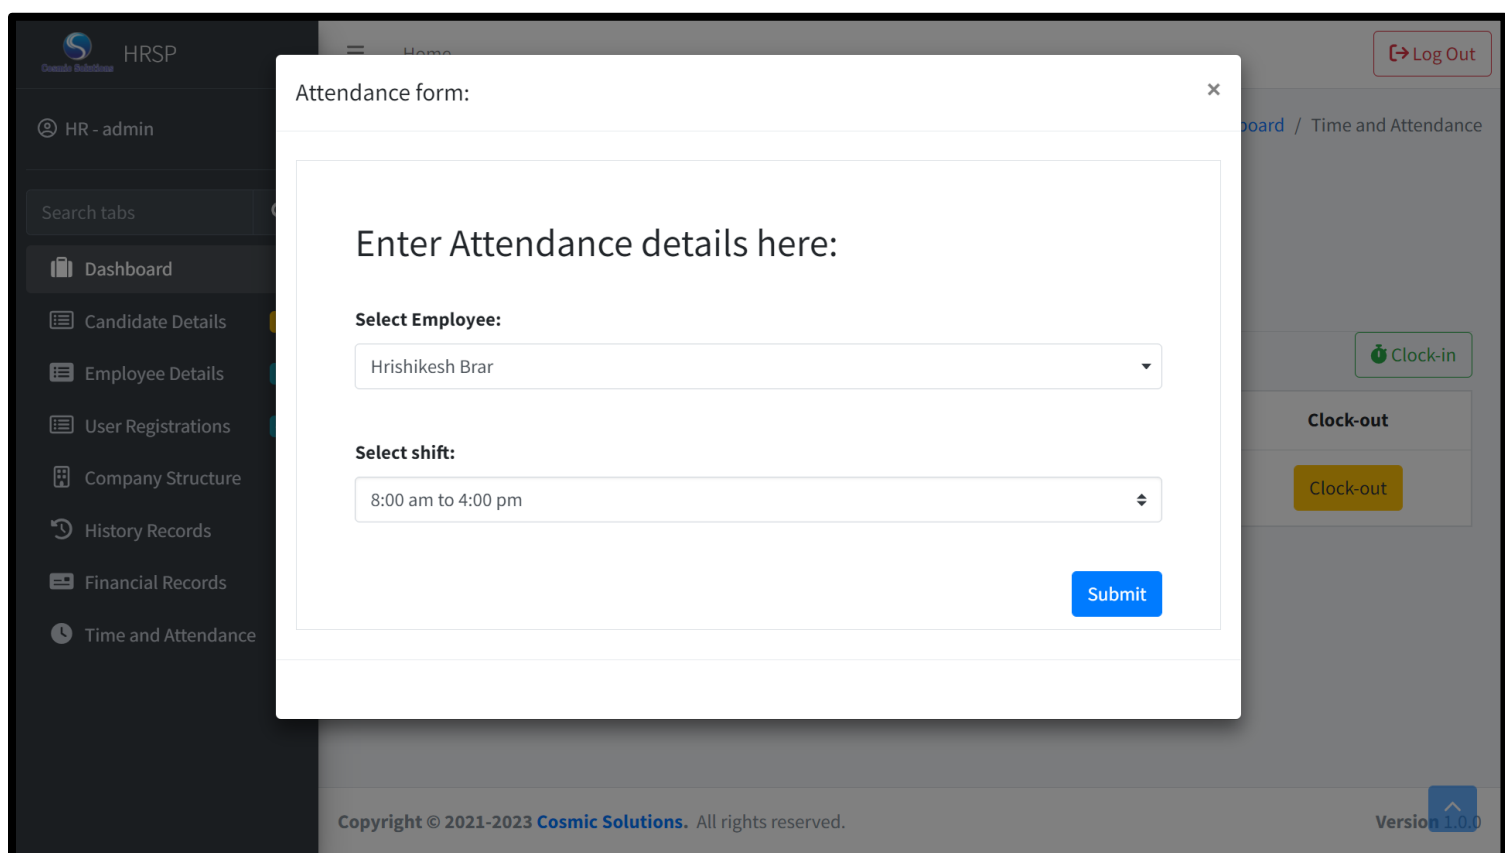 Cosmic Solutions
HRSP
Home
Log Out
HR - admin
Search tabs
Dashboard
Candidate Details
Employee Details
User Registrations
Company Structure
History Records
Financial Records
Time and Attendance
Attendance form:
×
Enter Attendance details here:
Select Employee:
Hrishikesh Brar
Select shift:
8:00 am to 4:00 pm
Submit
/ Time and Attendance
Clock-in
Clock-out
Clock-out
Copyright © 2021-2023 Cosmic Solutions. All rights reserved.
Version 1.0.0